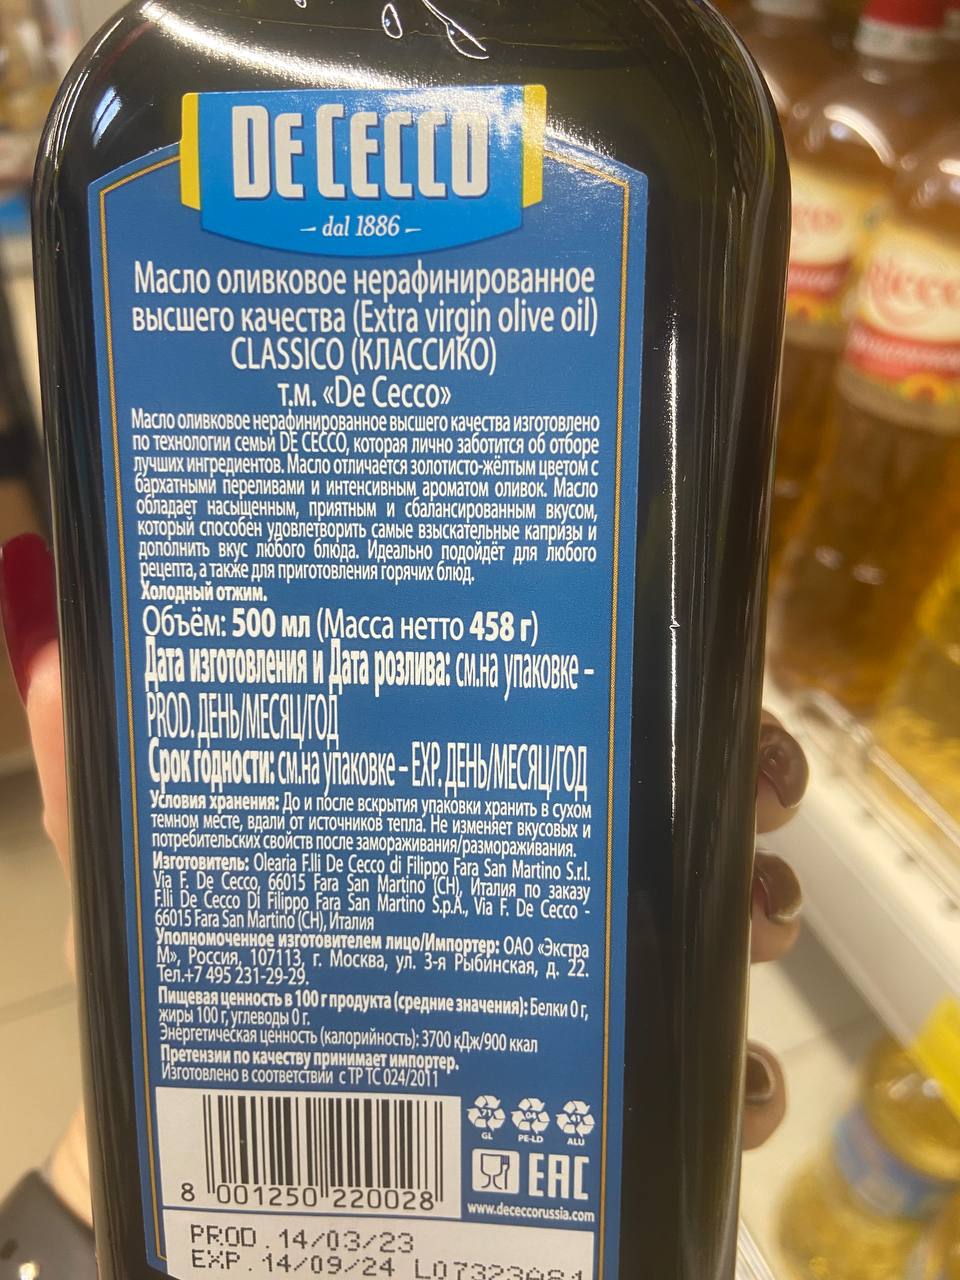 DE CECCO
– dal 1886 –
Масло оливковое нерафинированное
высшего качества (Extra virgin olive oil)
CLASSICO (КЛАССИКО)
т.м. «De Cecco»
Масло оливковое нерафинированное высшего качества изготовлено
по технологии семьи DE CECCO, которая лично заботится об отборе
лучших ингредиентов. Масло отличается золотисто-жёлтым цветом с
бархатными переливами и интенсивным ароматом оливок. Масло
обладает насыщенным, приятным и сбалансированным вкусом,
который способен удовлетворить самые взыскательные капризы и
дополнить вкус любого блюда. Идеально подойдёт для любого
рецепта, а также для приготовления горячих блюд.
Холодный отжим.
Объём: 500 мл (Масса нетто 458 г)
Дата изготовления и Дата розлива: см.на упаковке –
PROD. ДЕНЬ/МЕСЯЦ/ГОД
Срок годности: см.на упаковке – EXP. ДЕНЬ/МЕСЯЦ/ГОД
Условия хранения: До и после вскрытия упаковки хранить в сухом
темном месте, вдали от источников тепла. Не изменяет вкусовых и
потребительских свойств после замораживания/размораживания.
Изготовитель: Olearia F.lli De Cecco di Filippo Fara San Martino S.r.l.
Via F. De Cecco, 66015 Fara San Martino (CH), Италия по заказу
F.lli De Cecco Di Filippo Fara San Martino S.p.A., Via F. De Cecco -
66015 Fara San Martino (CH), Италия
Уполномоченное изготовителем лицо/Импортер: ОАО «Экстра
М», Россия, 107113, г. Москва, ул. 3-я Рыбинская, д. 22.
Тел.+7 495 231-29-29.
Пищевая ценность в 100 г продукта (средние значения): Белки 0 г,
жиры 100 г, углеводы 0 г.
Энергетическая ценность (калорийность): 3700 кДж/900 ккал
Претензии по качеству принимает импортер.
Изготовлено в соответствии с ТР ТС 024/2011
71 04 41
GL PE-LD ALU
EAC
8 001250 220028
www.dececcorussia.com
PROD. 14/03/23
EXP. 14/09/24 L07323A81